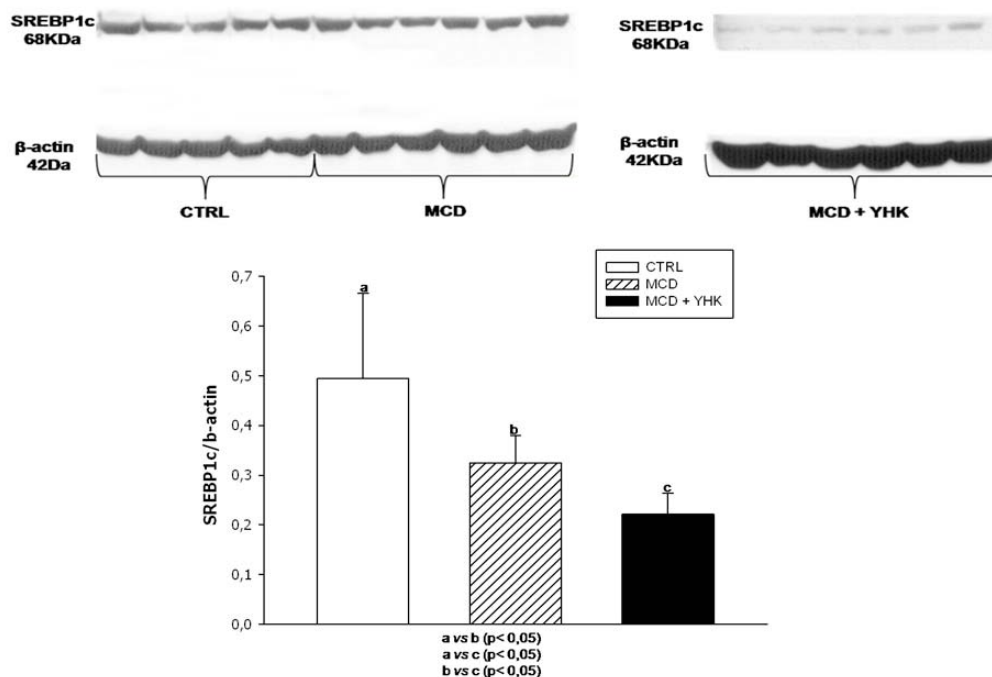 SREBP1c
68KDa
β-actin
42Da
CTRL
MCD
SREBP1c
68KDa
β-actin
42KDa
MCD + YHK
CTRL
MCD
MCD + YHK
SREBP1c/b-actin
0,7
0,6
0,5
0,4
0,3
0,2
0,1
0,0
a
b
c
a vs b (p< 0,05)
a vs c (p< 0,05)
b vs c (p< 0,05)